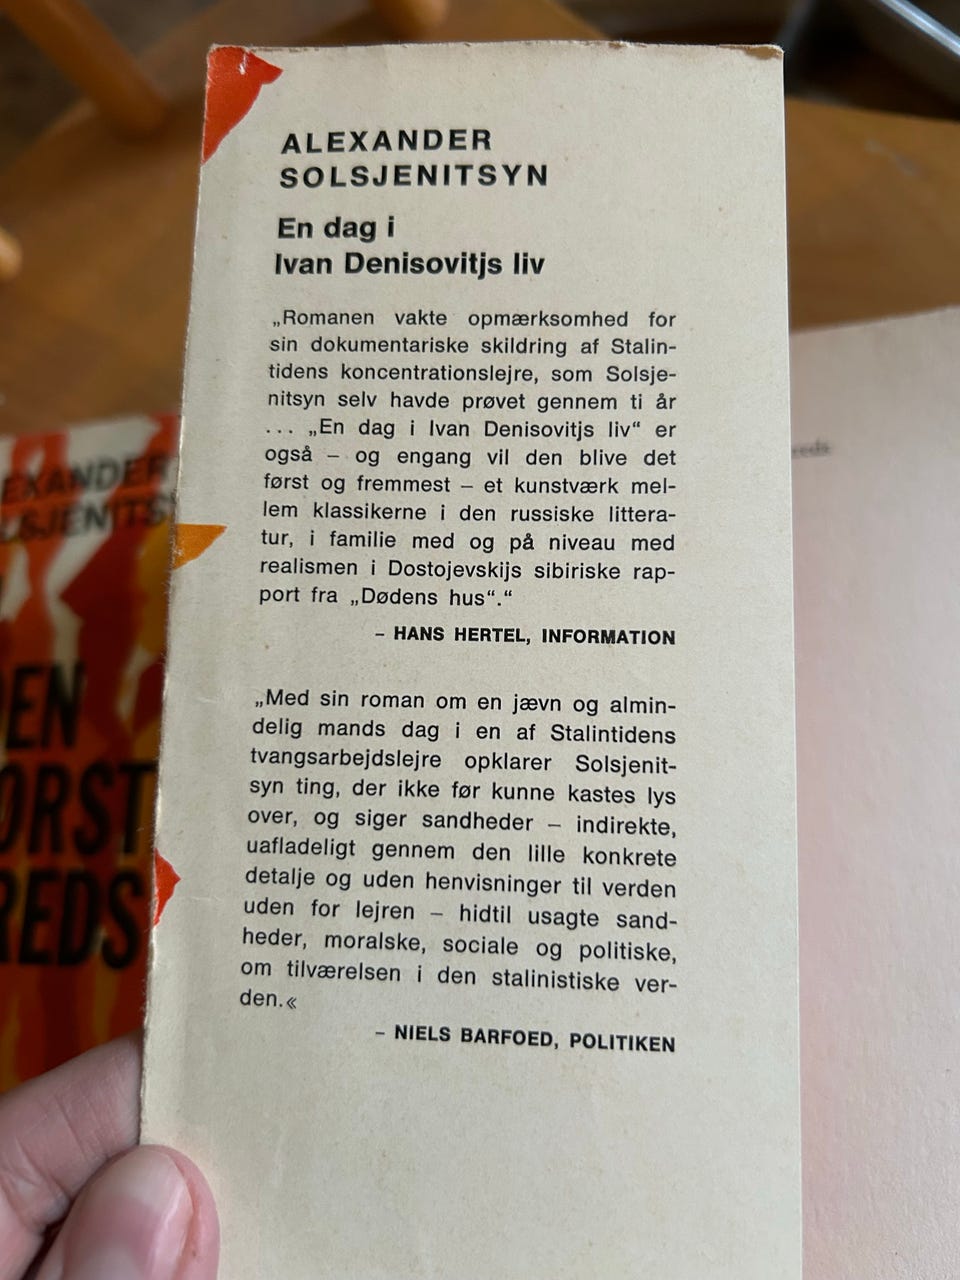 ALEXANDER
SOLSJENITSYN
En dag i
Ivan Denisovitjs liv
„Romanen vakte opmærksomhed for
sin dokumentariske skildring af Stalin-
tidens koncentrationslejre, som Solsje-
nitsyn selv havde prøvet gennem ti år
... „En dag i Ivan Denisovitjs liv“ er
også – og engang vil den blive det
først og fremmest – et kunstværk mel-
lem klassikerne i den russiske littera-
tur, i familie med og på niveau med
realismen i Dostojevskijs sibiriske rap-
port fra „Dødens hus“.“
– HANS HERTEL, INFORMATION
„Med sin roman om en jævn og almin-
delig mands dag i en af Stalintidens
tvangsarbejdslejre opklarer Solsjenit-
syn ting, der ikke før kunne kastes lys
over, og siger sandheder – indirekte,
uafladeligt gennem den lille konkrete
detalje og uden henvisninger til verden
uden for lejren – hidtil usagte sand-
heder, moralske, sociale og politiske,
om tilværelsen i den stalinistiske ver-
den.«
– NIELS BARFOED, POLITIKEN
EXANDER
LSJENITS
DEN
ORST
REDS